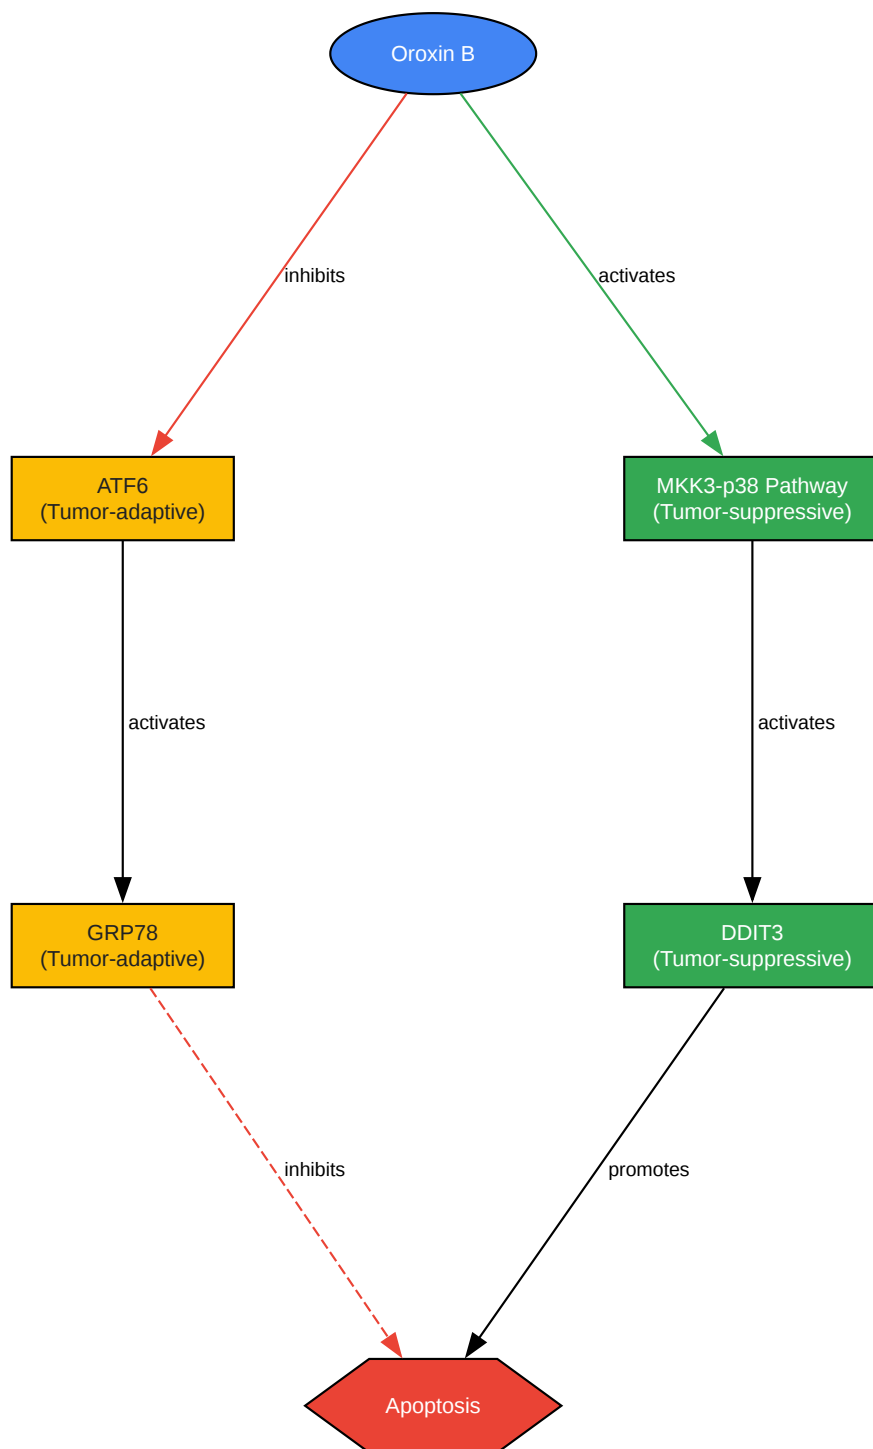 Oroxin B
inhibits
activates
ATF6
(Tumor-adaptive)
MKK3-p38 Pathway
(Tumor-suppressive)
activates
activates
GRP78
(Tumor-adaptive)
DDIT3
(Tumor-suppressive)
inhibits
promotes
Apoptosis